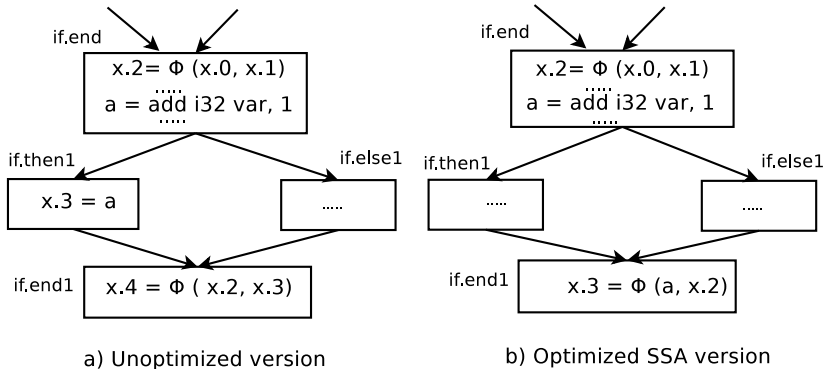 if.end
x.2= Φ (x.0, x.1)
.....
a = add i32 var, 1
.....
if.then1
x.3 = a
if.else1
.....
if.end1
x.4 = Φ ( x.2, x.3)
a) Unoptimized version
if.end
x.2= Φ (x.0, x.1)
.....
a = add i32 var, 1
.....
if.then1
.....
if.else1
.....
if.end1
x.3 = Φ (a, x.2)
b) Optimized SSA version